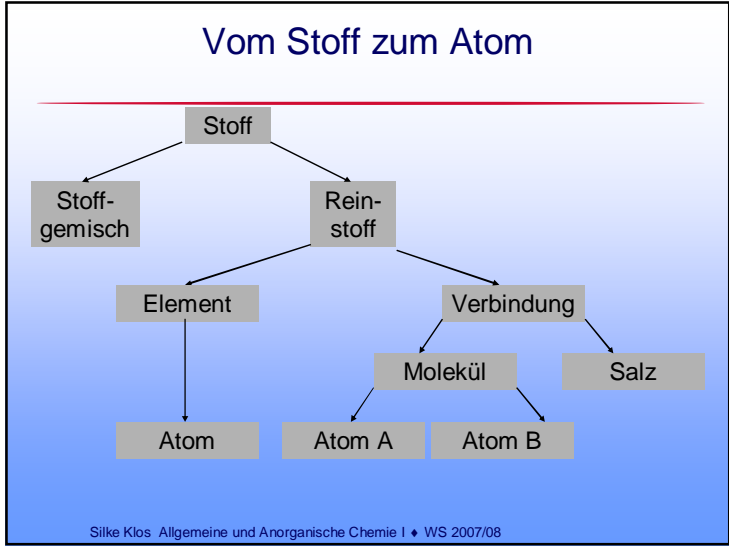 Vom Stoff zum Atom
Stoff
Stoff-
gemisch
Rein-
stoff
Element
Verbindung
Molekül
Salz
Atom
Atom A
Atom B
Silke Klos Allgemeine und Anorganische Chemie I ♦ WS 2007/08